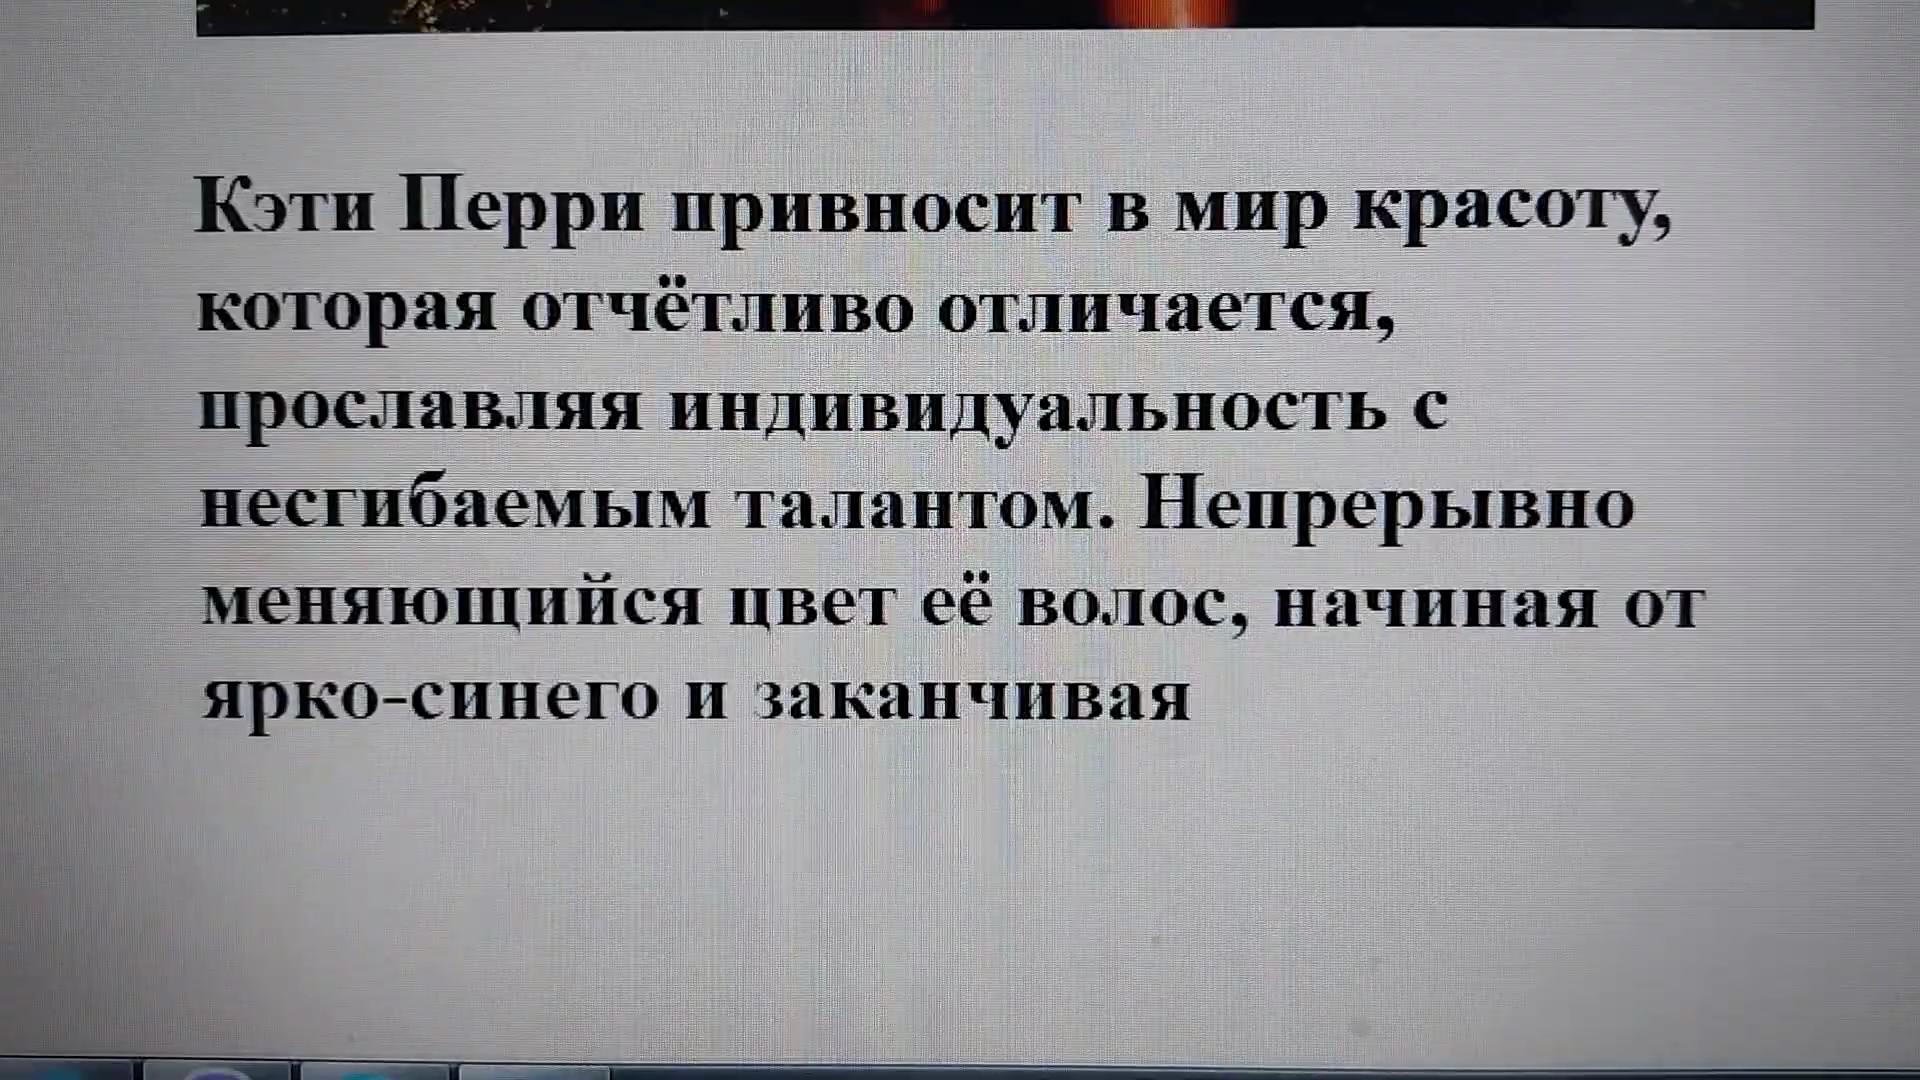 Кэти Перри привносит в мир красоту,
которая отчётливо отличается,
прославляя индивидуальность с
несгибаемым талантом. Непрерывно
меняющийся цвет её волос, начиная от
ярко-синего и заканчивая